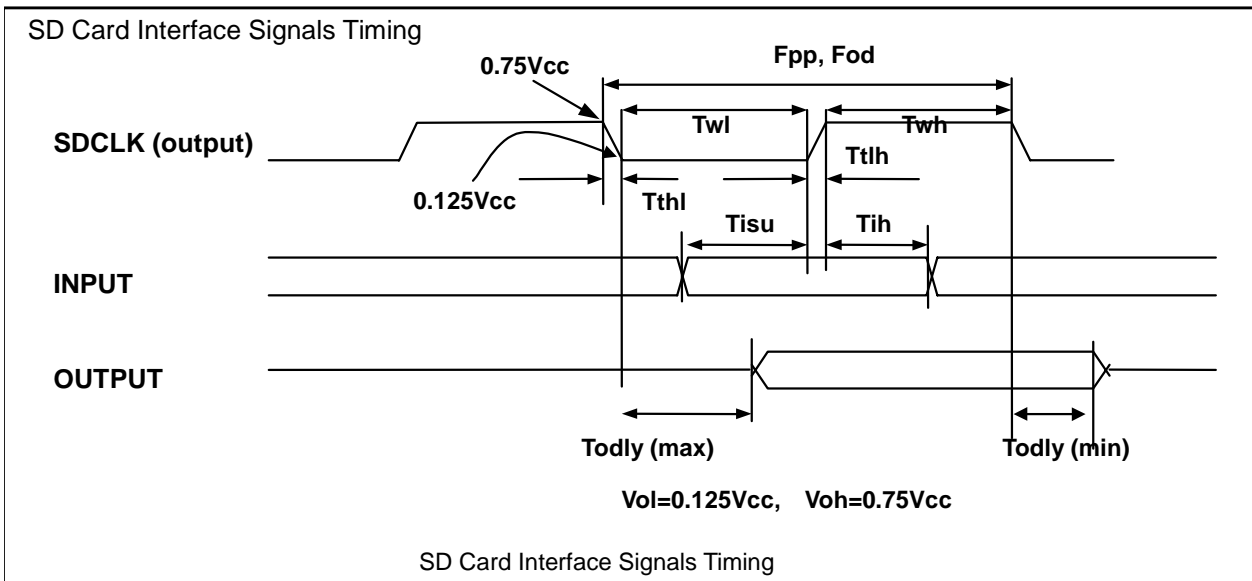 SD Card Interface Signals Timing
Fpp, Fod
0.75Vcc
Twl
Twh
SDCLK (output)
Ttlh
0.125Vcc
Tthl
Tisu
Tih
INPUT
OUTPUT
Todly (max)
Todly (min)
Vol=0.125Vcc, Voh=0.75Vcc
SD Card Interface Signals Timing